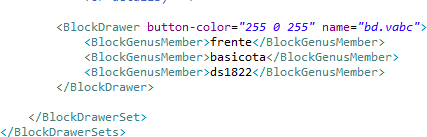 <BlockDrawer button-color="255 0 255" name="bd.vabc">
<BlockGenusMember>frente</BlockGenusMember>
<BlockGenusMember>basicota</BlockGenusMember>
<BlockGenusMember>ds1822</BlockGenusMember>
</BlockDrawer>
</BlockDrawerSet>
</BlockDrawerSets>